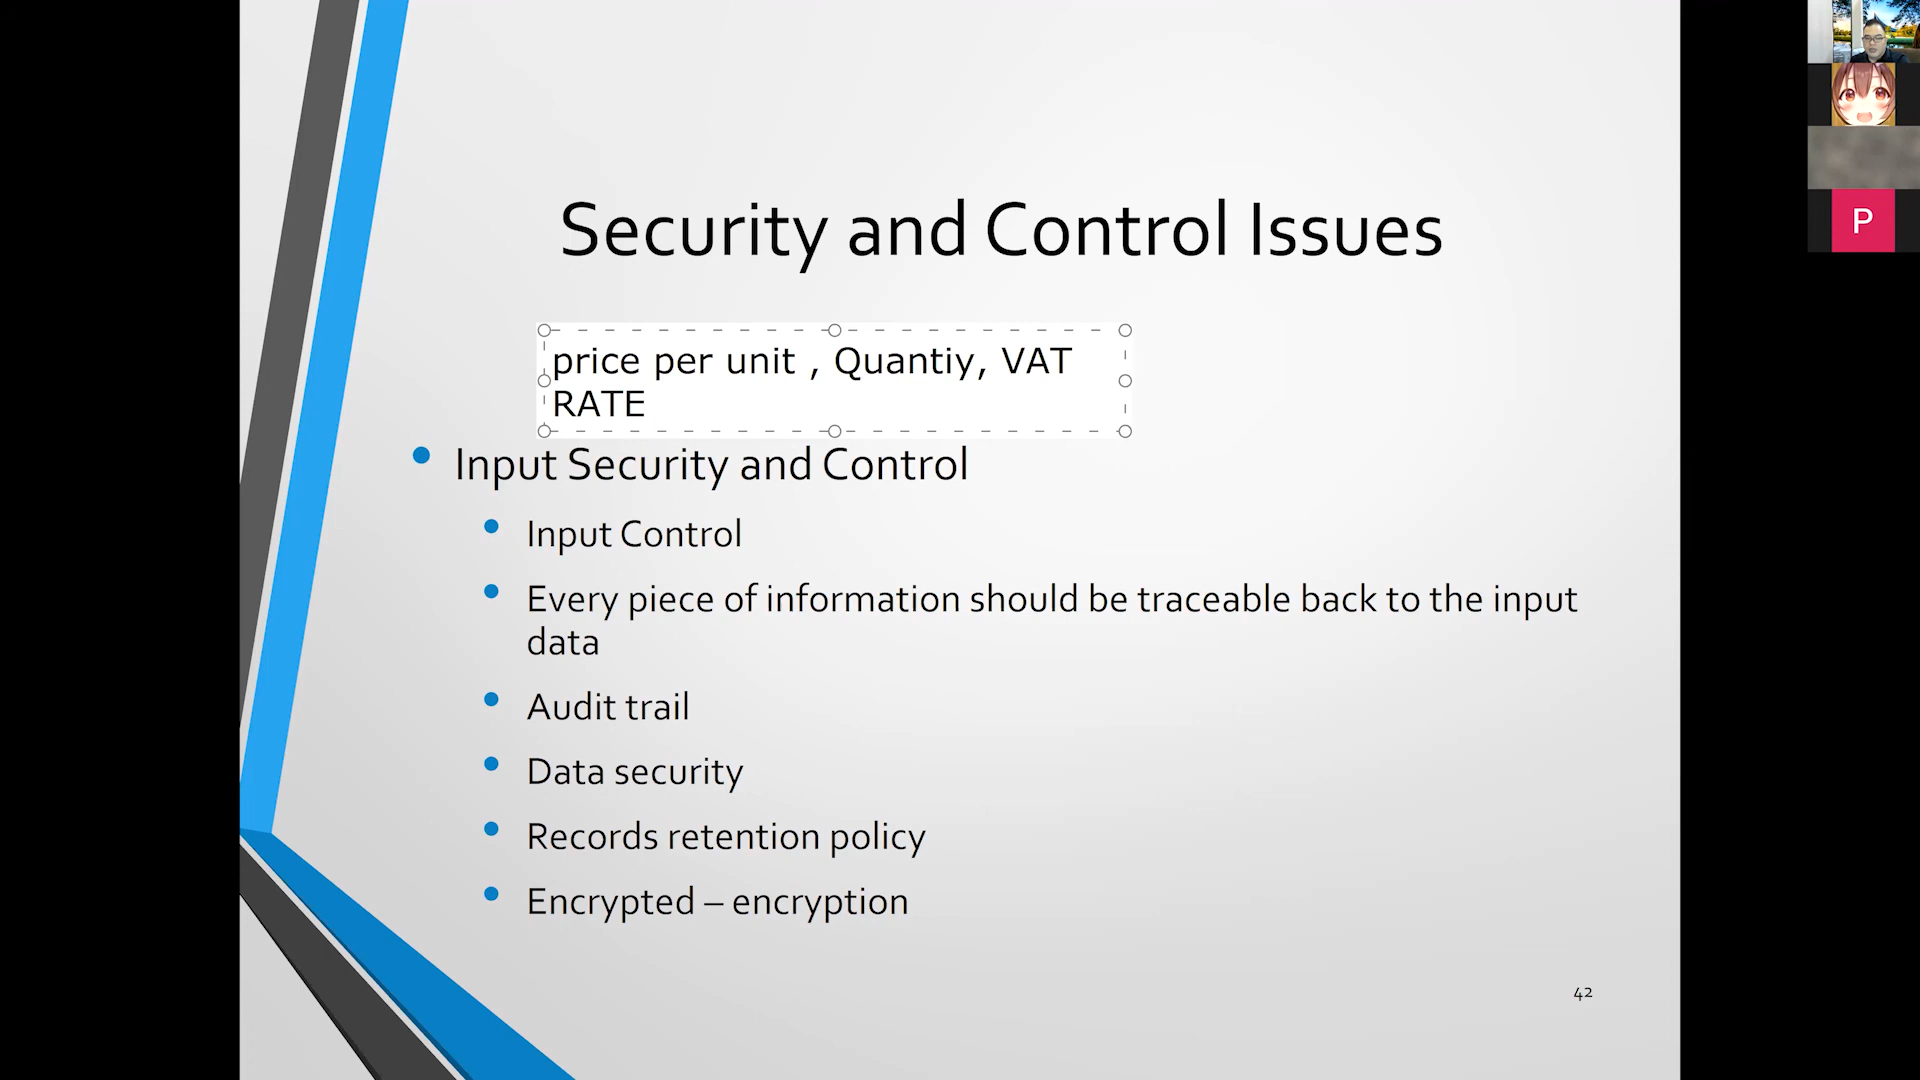 Security and Control Issues
price per unit , Quantiy, VAT
RATE
Input Security and Control
Input Control
Every piece of information should be traceable back to the input
data
Audit trail
Data security
Records retention policy
Encrypted – encryption
42
P